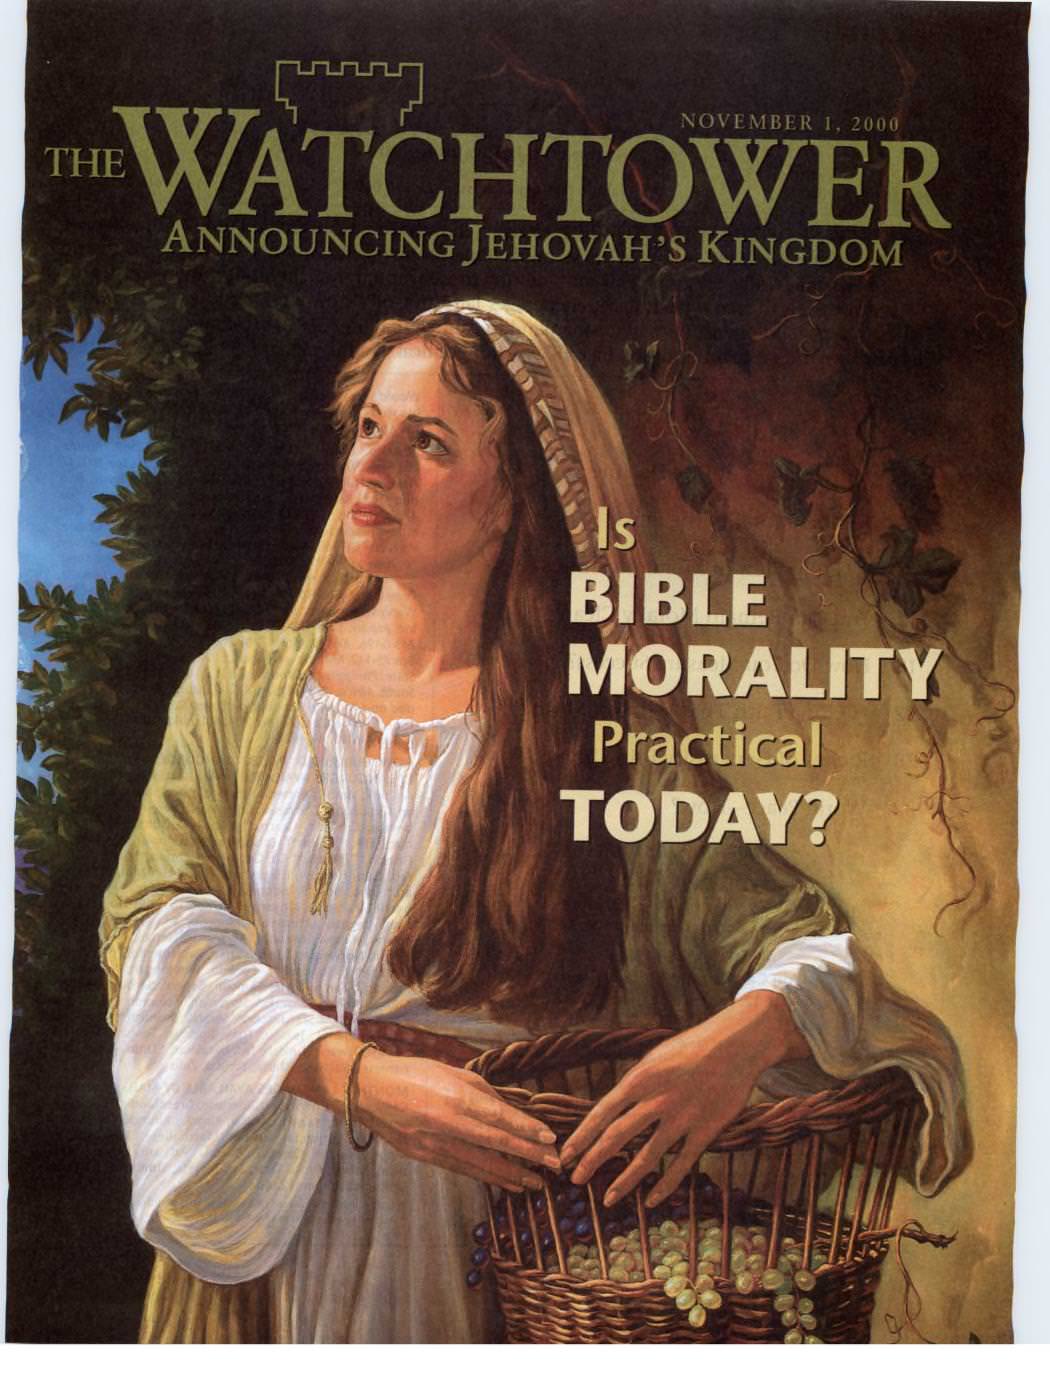 NOVEMBER 1, 2000
THE WATCHTOWER
ANNOUNCING JEHOVAH'S KINGDOM
Is
BIBLE
MORALITY
Practical
TODAY?